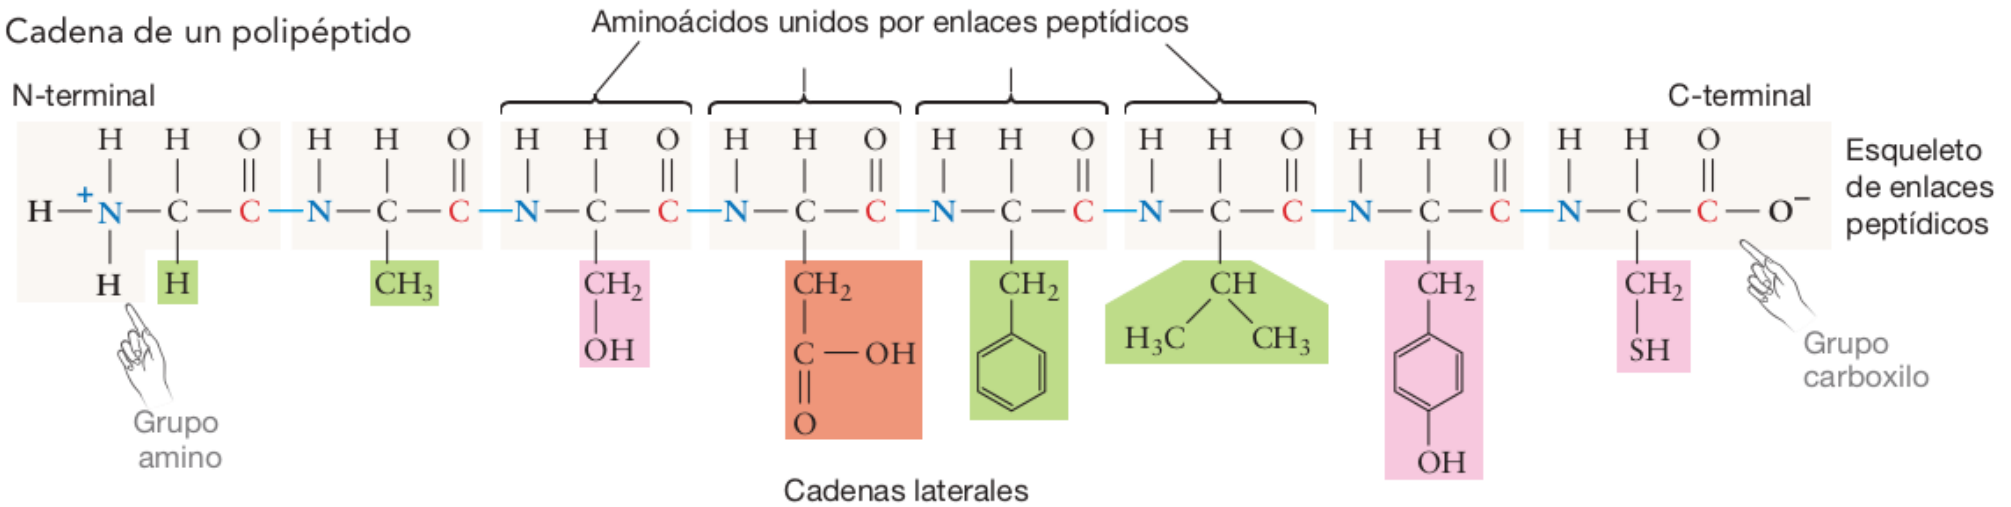 Cadena de un polipéptido
Aminoácidos unidos por enlaces peptídicos
N-terminal
C-terminal
H H O H H O H H O H H O H H O H H O H H O H H O
H—N⁺—C—C—N—C—C—N—C—C—N—C—C—N—C—C—N—C—C—N—C—C—N—C—C—O⁻
Esqueleto
de enlaces
peptídicos
H H CH₃ CH₂ CH₂ CH₂ CH CH₂ CH₂
OH C—OH H₃C CH₃ SH
O OH
Grupo
amino
Grupo
carboxilo
Cadenas laterales